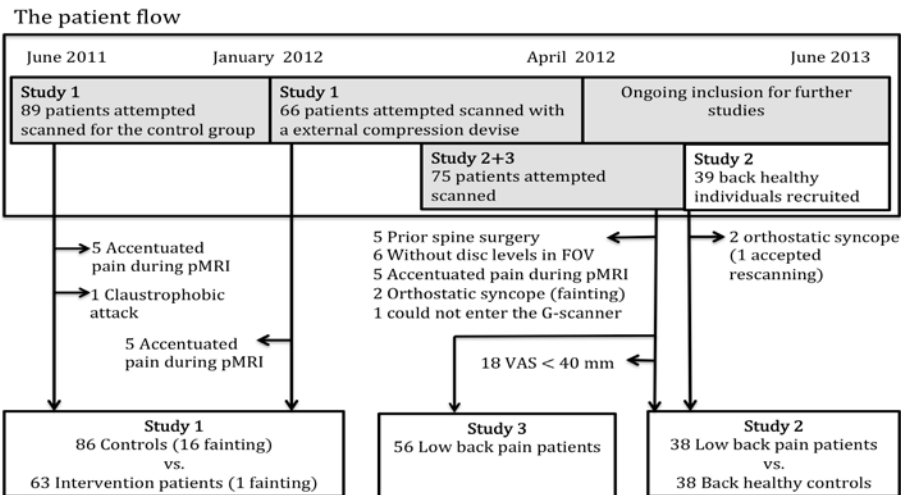 The patient flow
June 2011
January 2012
April 2012
June 2013
Study 1
89 patients attempted
scanned for the control group
Study 1
66 patients attempted scanned with
a external compression devise
Ongoing inclusion for further
studies
Study 2+3
75 patients attempted
scanned
Study 2
39 back healthy
individuals recruited
5 Accentuated
pain during pMRI
1 Claustrophobic
attack
5 Accentuated
pain during pMRI
5 Prior spine surgery
6 Without disc levels in FOV
5 Accentuated pain during pMRI
2 Orthostatic syncope (fainting)
1 could not enter the G-scanner
2 orthostatic syncope
(1 accepted
rescanning)
18 VAS < 40 mm
Study 1
86 Controls (16 fainting)
vs.
63 Intervention patients (1 fainting)
Study 3
56 Low back pain patients
Study 2
38 Low back pain patients
vs.
38 Back healthy controls